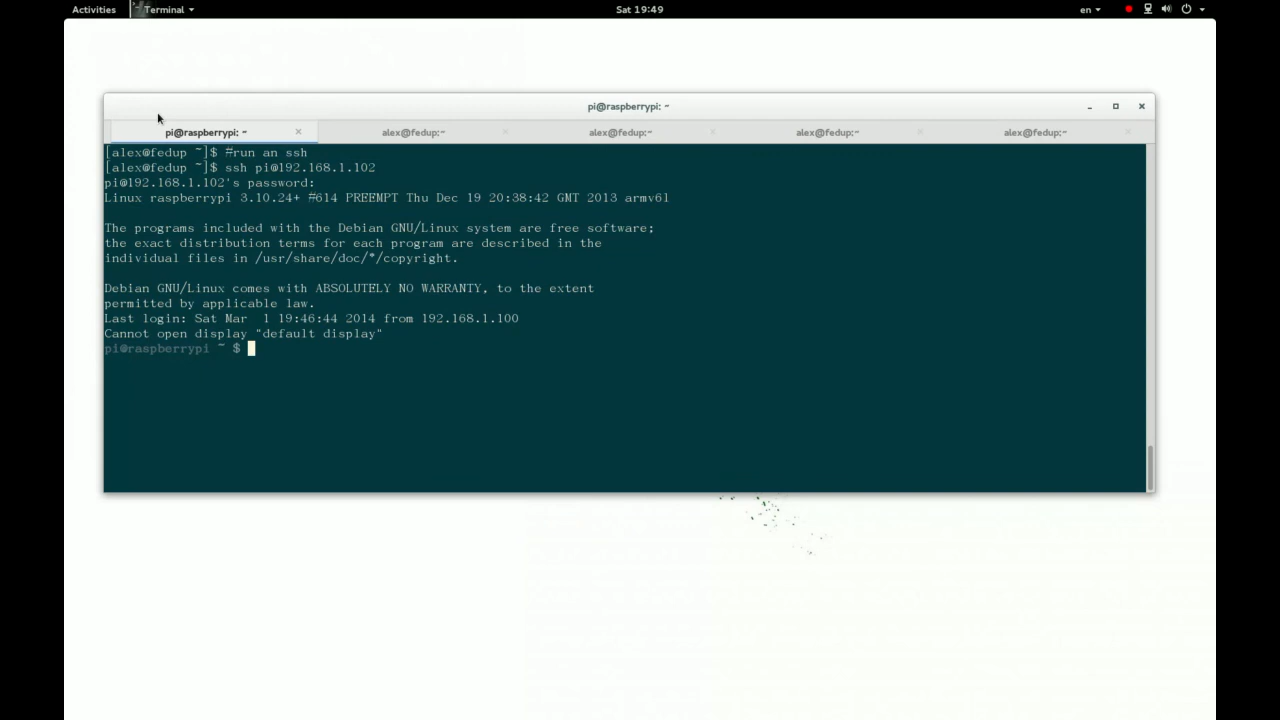 Activities Terminal Sat 19:49 en
pi@raspberrypi: ~
pi@raspberrypi: ~ alex@fedup:~ alex@fedup:~ alex@fedup:~ alex@fedup:~
[alex@fedup ~]$ #run an ssh
[alex@fedup ~]$ ssh pi@192.168.1.102
pi@192.168.1.102's password:
Linux raspberrypi 3.10.24+ #614 PREEMPT Thu Dec 19 20:38:42 GMT 2013 armv6l

The programs included with the Debian GNU/Linux system are free software;
the exact distribution terms for each program are described in the
individual files in /usr/share/doc/*/copyright.

Debian GNU/Linux comes with ABSOLUTELY NO WARRANTY, to the extent
permitted by applicable law.
Last login: Sat Mar  1 19:46:44 2014 from 192.168.1.100
Cannot open display "default display"
pi@raspberrypi ~ $